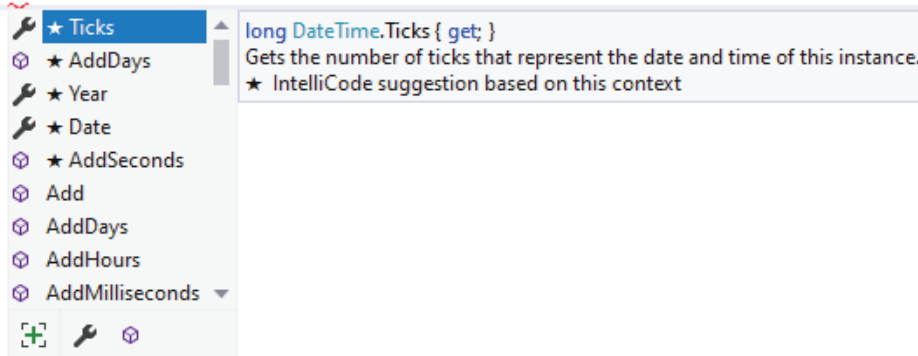 ★ Ticks
★ AddDays
★ Year
★ Date
★ AddSeconds
Add
AddDays
AddHours
AddMilliseconds
long DateTime.Ticks { get; }
Gets the number of ticks that represent the date and time of this instance.
★ IntelliCode suggestion based on this context